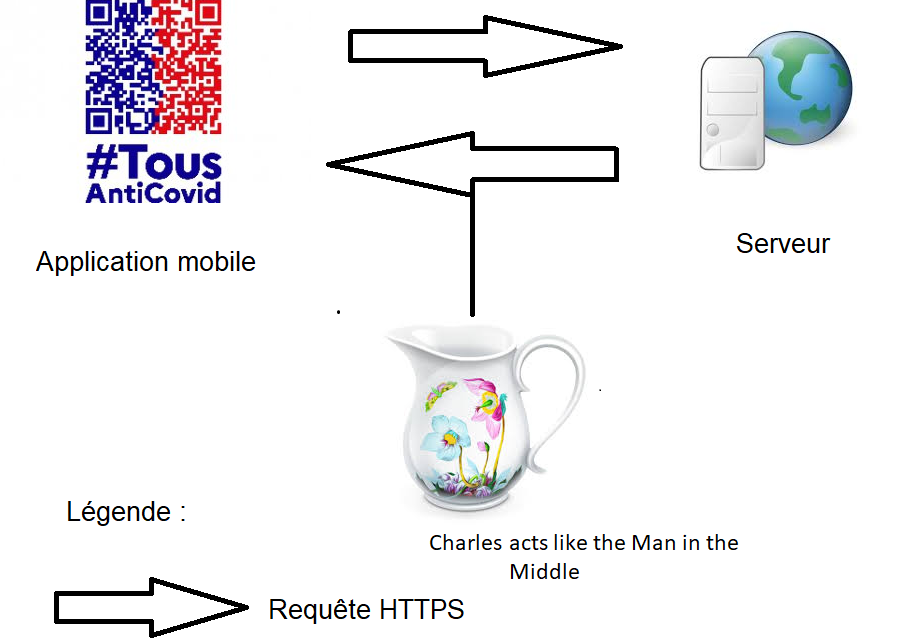 #Tous
AntiCovid
Application mobile
Serveur
Légende :
Charles acts like the Man in the
Middle
Requête HTTPS